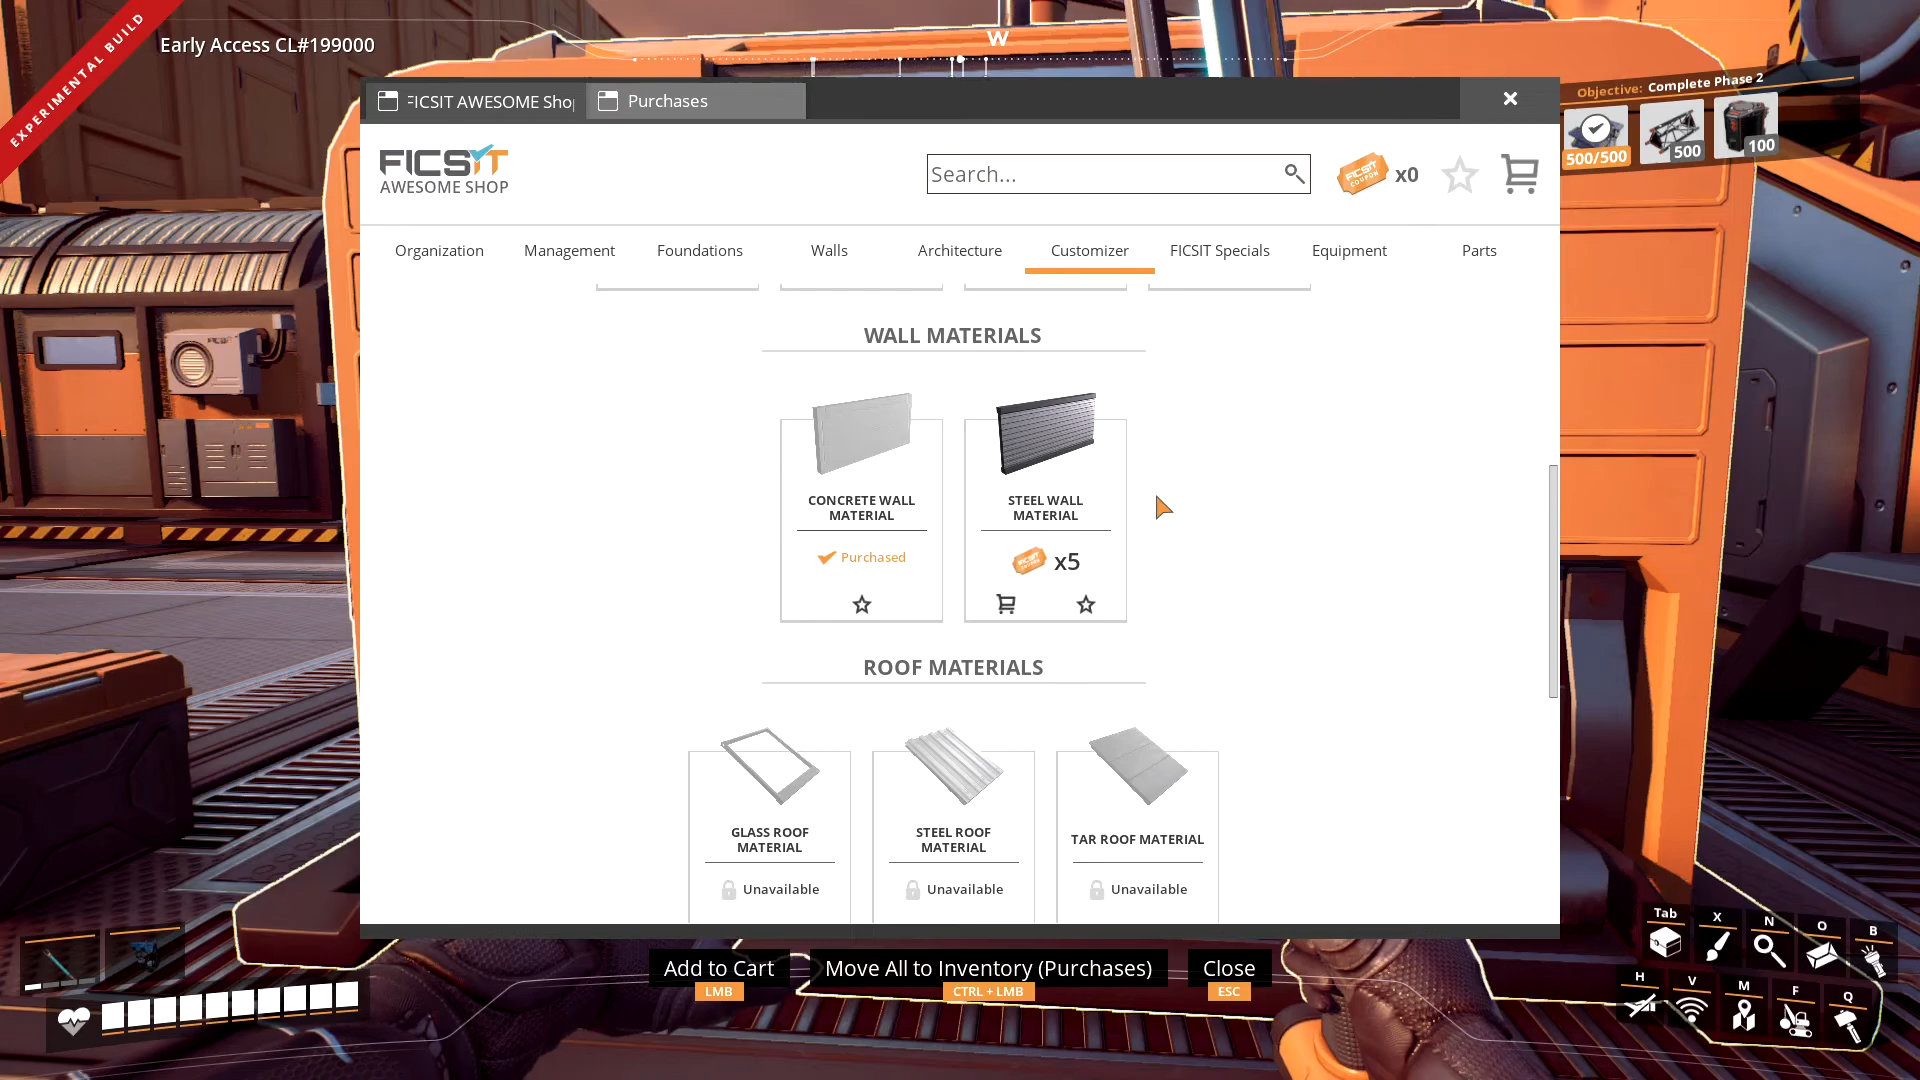 EXPERIMENTAL BUILD
Early Access CL#199000
W
FICSIT AWESOME Sho
Purchases
Objective: Complete Phase 2
500/500
500
100
FICSIT
AWESOME SHOP
Search...
FICSIT
COUPON
x0
Organization
Management
Foundations
Walls
Architecture
Customizer
FICSIT Specials
Equipment
Parts
WALL MATERIALS
CONCRETE WALL
MATERIAL
Purchased
STEEL WALL
MATERIAL
x5
ROOF MATERIALS
GLASS ROOF
MATERIAL
Unavailable
STEEL ROOF
MATERIAL
Unavailable
TAR ROOF MATERIAL
Unavailable
Add to Cart
LMB
Move All to Inventory (Purchases)
CTRL + LMB
Close
ESC
Tab
X
N
O
B
H
V
M
F
Q